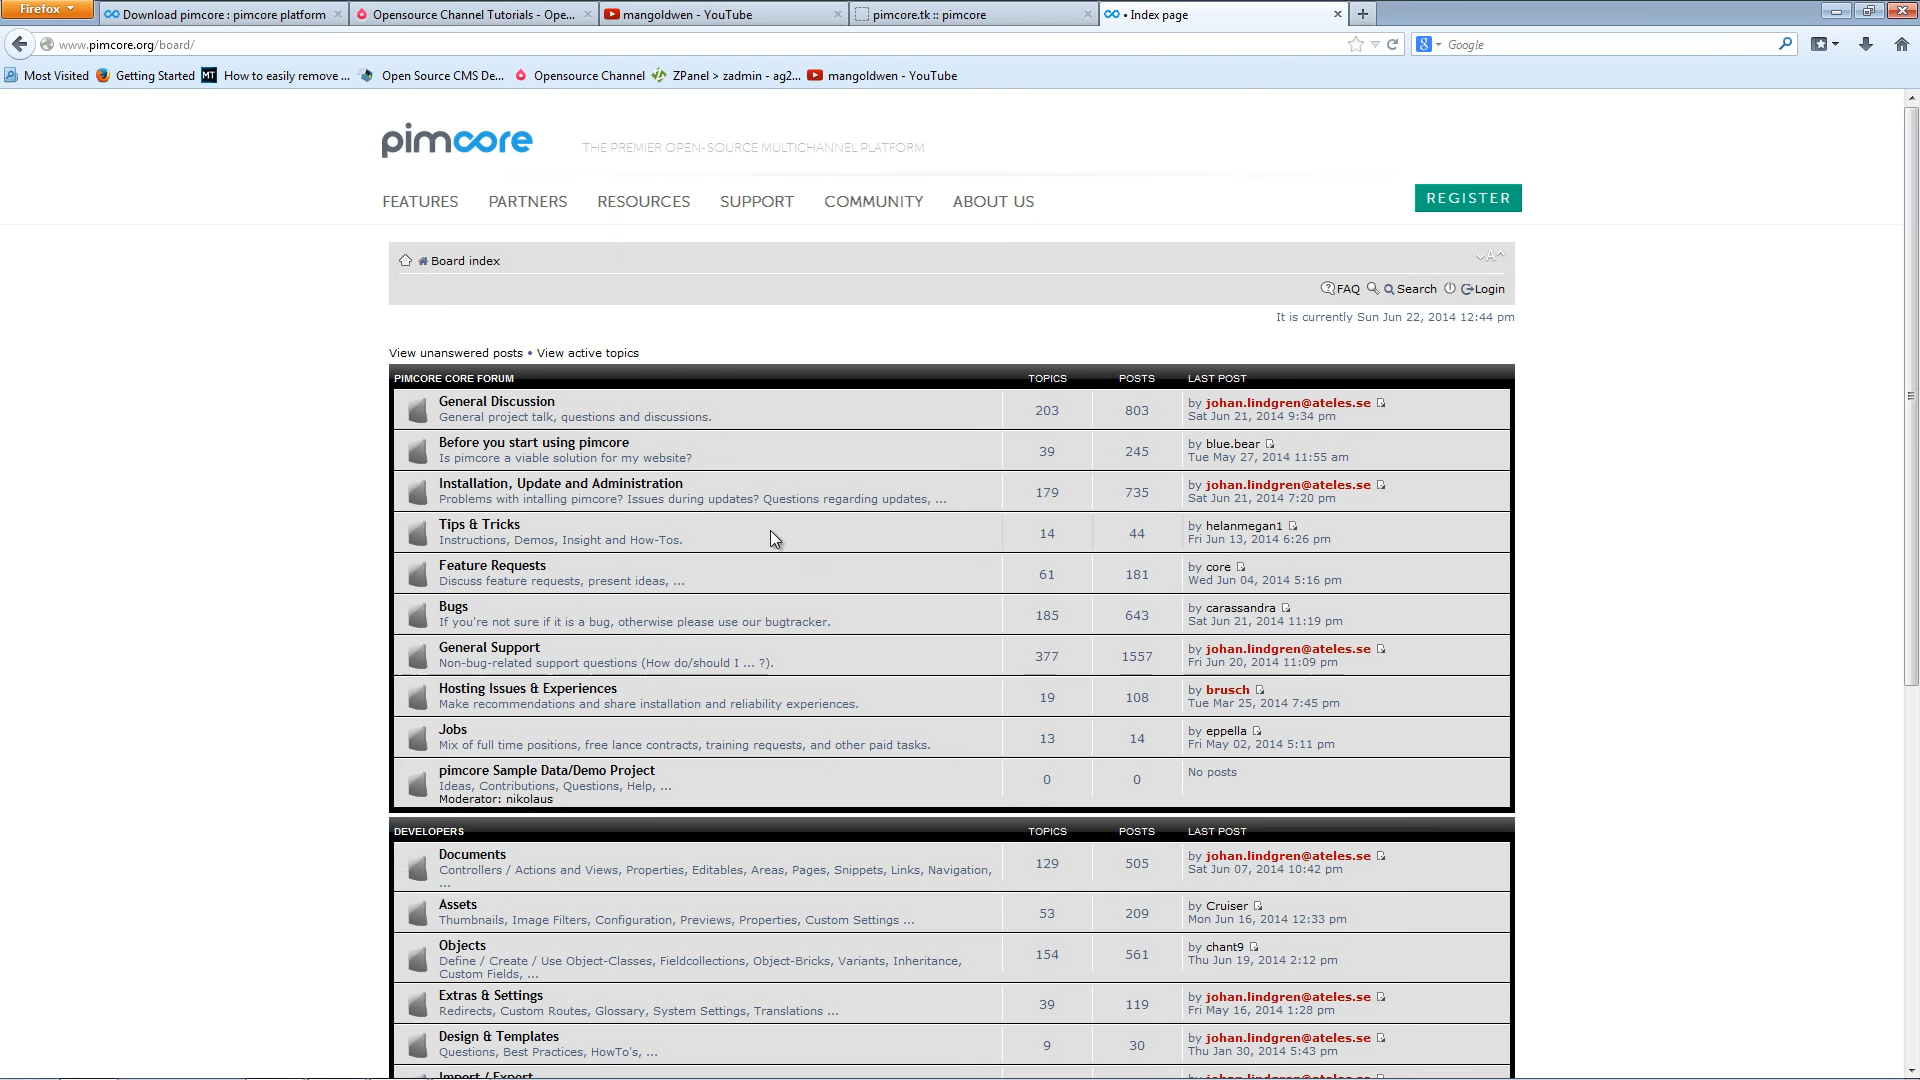 Firefox
Download pimcore : pimcore platform
Opensource Channel Tutorials - Ope...
mangoldwen - YouTube
pimcore.tk :: pimcore
• Index page
www.pimcore.org/board/
Google
Most Visited
Getting Started
MT
How to easily remove ...
Open Source CMS De...
Opensource Channel
ZPanel > zadmin - ag2...
mangoldwen - YouTube
pimcore
THE PREMIER OPEN-SOURCE MULTICHANNEL PLATFORM
FEATURES PARTNERS RESOURCES SUPPORT COMMUNITY ABOUT US
REGISTER
Board index
A
FAQ Search Login
It is currently Sun Jun 22, 2014 12:44 pm
View unanswered posts • View active topics
PIMCORE CORE FORUM TOPICS POSTS LAST POST
General Discussion
General project talk, questions and discussions.
203 803
by johan.lindgren@ateles.se
Sat Jun 21, 2014 9:34 pm
Before you start using pimcore
Is pimcore a viable solution for my website?
39 245
by blue.bear
Tue May 27, 2014 11:55 am
Installation, Update and Administration
Problems with intalling pimcore? Issues during updates? Questions regarding updates, ...
179 735
by johan.lindgren@ateles.se
Sat Jun 21, 2014 7:20 pm
Tips & Tricks
Instructions, Demos, Insight and How-Tos.
14 44
by helanmegan1
Fri Jun 13, 2014 6:26 pm
Feature Requests
Discuss feature requests, present ideas, ...
61 181
by core
Wed Jun 04, 2014 5:16 pm
Bugs
If you're not sure if it is a bug, otherwise please use our bugtracker.
185 643
by carassandra
Sat Jun 21, 2014 11:19 pm
General Support
Non-bug-related support questions (How do/should I ... ?).
377 1557
by johan.lindgren@ateles.se
Fri Jun 20, 2014 11:09 pm
Hosting Issues & Experiences
Make recommendations and share installation and reliability experiences.
19 108
by brusch
Tue Mar 25, 2014 7:45 pm
Jobs
Mix of full time positions, free lance contracts, training requests, and other paid tasks.
13 14
by eppella
Fri May 02, 2014 5:11 pm
pimcore Sample Data/Demo Project
Ideas, Contributions, Questions, Help, ...
Moderator: nikolaus
0 0
No posts
DEVELOPERS TOPICS POSTS LAST POST
Documents
Controllers / Actions and Views, Properties, Editables, Areas, Pages, Snippets, Links, Navigation,
...
129 505
by johan.lindgren@ateles.se
Sat Jun 07, 2014 10:42 pm
Assets
Thumbnails, Image Filters, Configuration, Previews, Properties, Custom Settings ...
53 209
by Cruiser
Mon Jun 16, 2014 12:33 pm
Objects
Define / Create / Use Object-Classes, Fieldcollections, Object-Bricks, Variants, Inheritance,
Custom Fields, ...
154 561
by chant9
Thu Jun 19, 2014 2:12 pm
Extras & Settings
Redirects, Custom Routes, Glossary, System Settings, Translations ...
39 119
by johan.lindgren@ateles.se
Fri May 16, 2014 1:28 pm
Design & Templates
Questions, Best Practices, HowTo's, ...
9 30
by johan.lindgren@ateles.se
Thu Jan 30, 2014 5:43 pm
Import / Export
by johan.lindgren@ateles.se